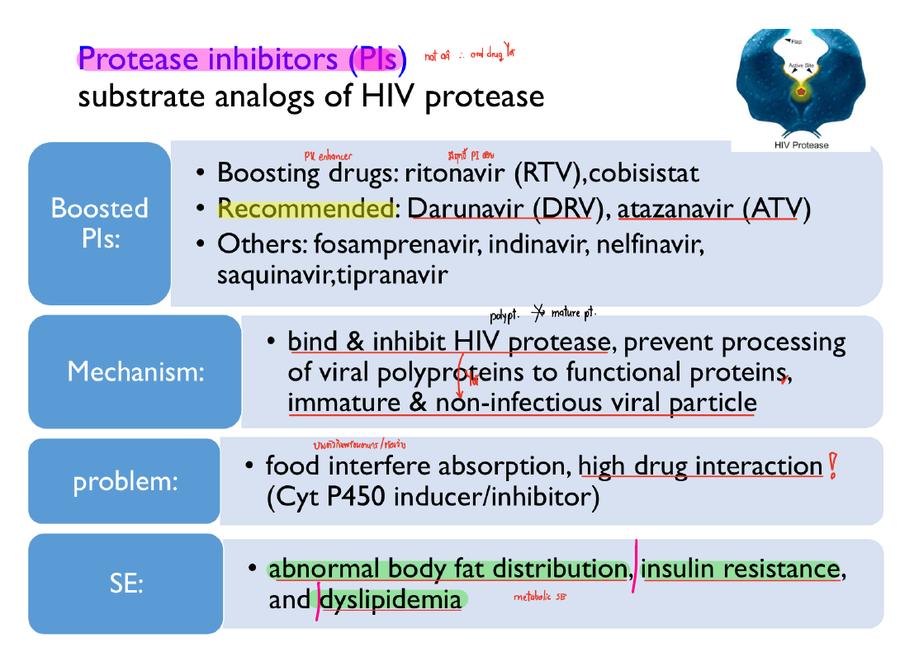 Protease inhibitors (PIs)
substrate analogs of HIV protease
Flap
Active Site
HIV Protease
Boosted
PIs:
PK enhancer
• Boosting drugs: ritonavir (RTV),cobisistat
• Recommended: Darunavir (DRV), atazanavir (ATV)
• Others: fosamprenavir, indinavir, nelfinavir,
saquinavir,tipranavir
polypt. mature pt.
Mechanism:
• bind & inhibit HIV protease, prevent processing
of viral polyproteins to functional proteins,
immature & non-infectious viral particle
problem:
• food interfere absorption, high drug interaction !
(Cyt P450 inducer/inhibitor)
SE:
• abnormal body fat distribution, insulin resistance,
and dyslipidemia
metabolic SE